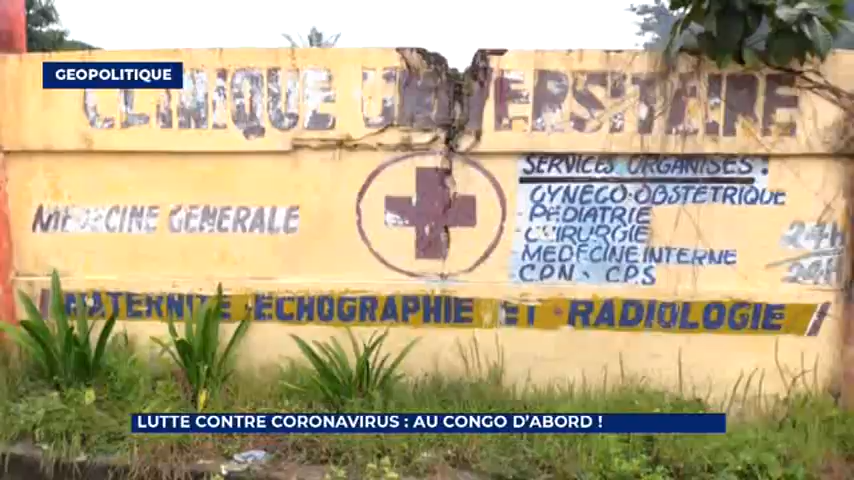 GEOPOLITIQUE
CLINIQUE UNIVERSITAIRE
SERVICES ORGANISES :
MEDECINE GENERALE
GYNECO-OBSTETRIQUE
- PEDIATRIE
- CHIRURGIE
MEDECINE INTERNE
CPN - CPS
24H
24H
MATERNITE - ECHOGRAPHIE ET RADIOLOGIE
LUTTE CONTRE CORONAVIRUS : AU CONGO D'ABORD !